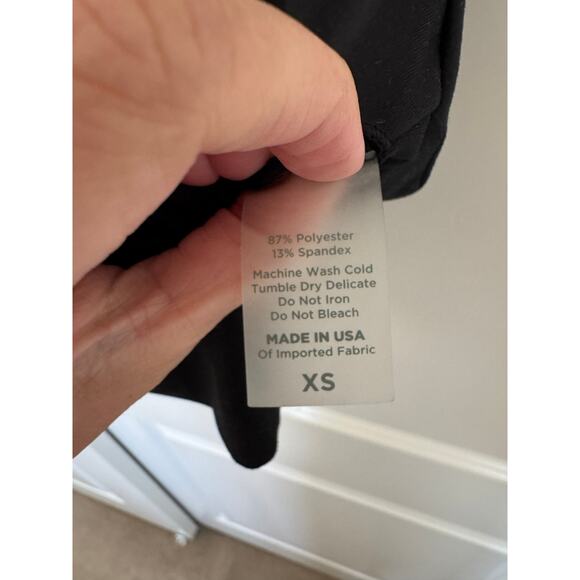 87% Polyester
13% Spandex
Machine Wash Cold
Tumble Dry Delicate
Do Not Iron
Do Not Bleach
MADE IN USA
Of Imported Fabric
XS